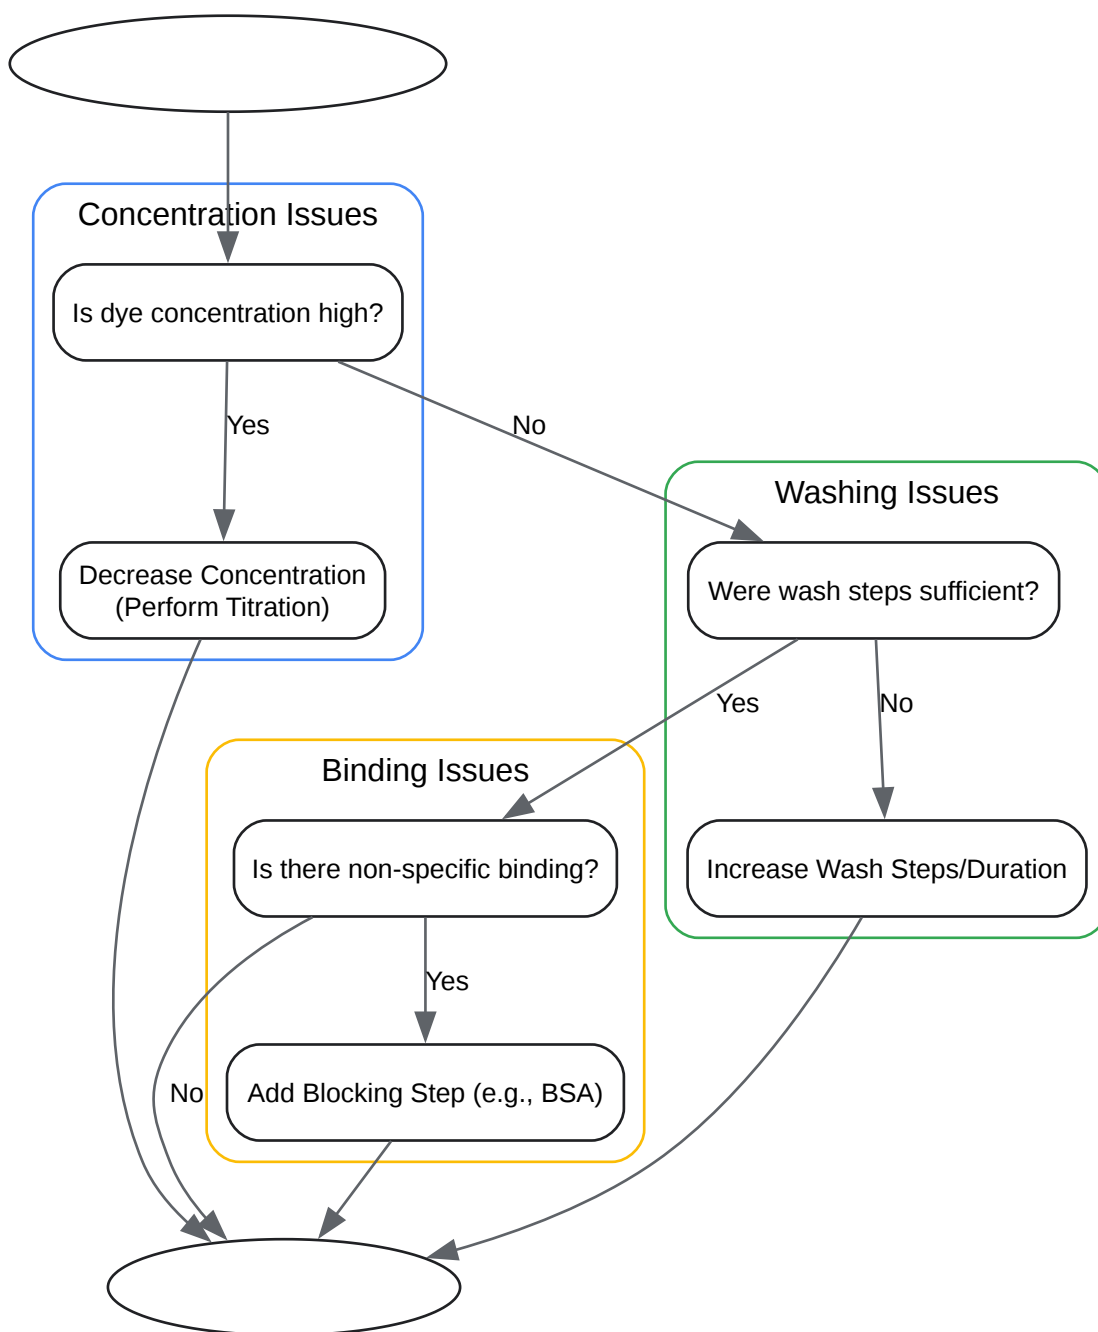 Concentration Issues
Is dye concentration high?
Yes
No
Decrease Concentration
(Perform Titration)
Washing Issues
Were wash steps sufficient?
Yes
No
Binding Issues
Is there non-specific binding?
Increase Wash Steps/Duration
Yes
No
Add Blocking Step (e.g., BSA)